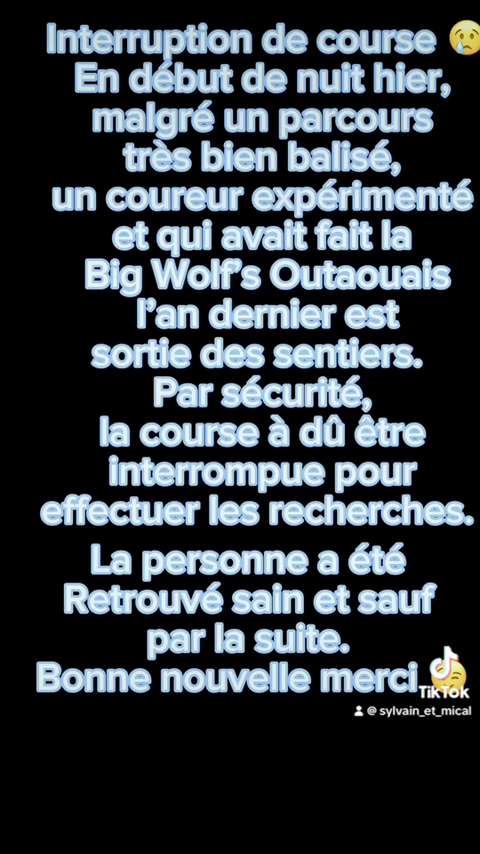 Interruption de course 😢
En début de nuit hier,
malgré un parcours
très bien balisé,
un coureur expérimenté
et qui avait fait la
Big Wolf's Outaouais
l'an dernier est
sortie des sentiers.
Par sécurité,
la course à dû être
interrompue pour
effectuer les recherches.
La personne a été
Retrouvé sain et sauf
par la suite.
Bonne nouvelle merci
TikTok
@ sylvain_et_mical